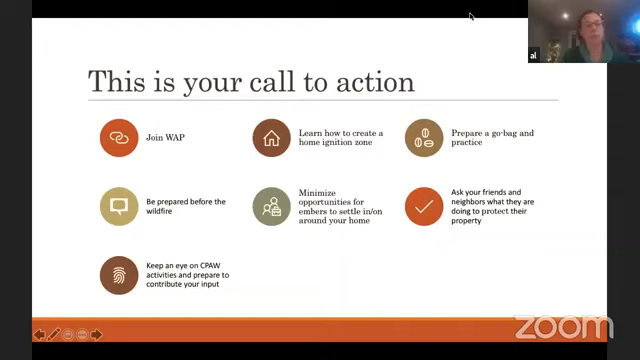 al
This is your call to action
Join WAP
Learn how to create a
home ignition zone
Prepare a go-bag and
practice
Be prepared before the
wildfire
Minimize
opportunities for
embers to settle in/on
around your home
Ask your friends and
neighbors what they are
doing to protect their
property
Keep an eye on CPAW
activities and prepare to
contribute your input
zoom